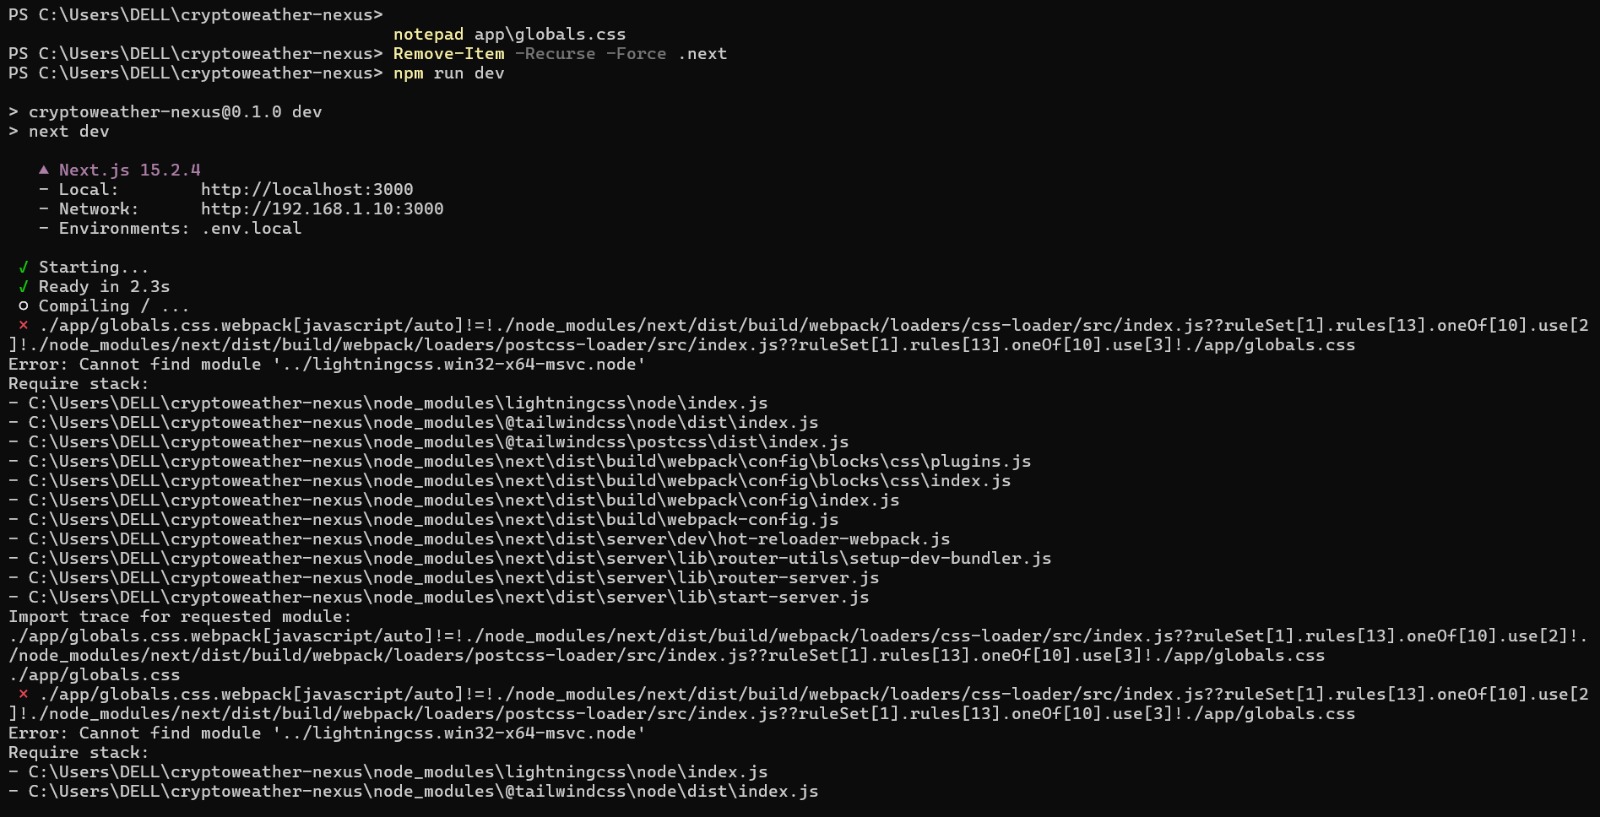 PS C:\Users\DELL\cryptoweather-nexus>
notepad app\globals.css
PS C:\Users\DELL\cryptoweather-nexus> Remove-Item -Recurse -Force .next
PS C:\Users\DELL\cryptoweather-nexus> npm run dev
> cryptoweather-nexus@0.1.0 dev
> next dev
▲ Next.js 15.2.4
- Local: http://localhost:3000
- Network: http://192.168.1.10:3000
- Environments: .env.local
✓ Starting...
✓ Ready in 2.3s
○ Compiling / ...
⨯ ./app/globals.css.webpack[javascript/auto]!=!./node_modules/next/dist/build/webpack/loaders/css-loader/src/index.js??ruleSet[1].rules[13].oneOf[10].use[2
]!./node_modules/next/dist/build/webpack/loaders/postcss-loader/src/index.js??ruleSet[1].rules[13].oneOf[10].use[3]!./app/globals.css
Error: Cannot find module '../lightningcss.win32-x64-msvc.node'
Require stack:
- C:\Users\DELL\cryptoweather-nexus\node_modules\lightningcss\node\index.js
- C:\Users\DELL\cryptoweather-nexus\node_modules\@tailwindcss\node\dist\index.js
- C:\Users\DELL\cryptoweather-nexus\node_modules\@tailwindcss\postcss\dist\index.js
- C:\Users\DELL\cryptoweather-nexus\node_modules\next\dist\build\webpack\config\blocks\css\plugins.js
- C:\Users\DELL\cryptoweather-nexus\node_modules\next\dist\build\webpack\config\blocks\css\index.js
- C:\Users\DELL\cryptoweather-nexus\node_modules\next\dist\build\webpack\config\index.js
- C:\Users\DELL\cryptoweather-nexus\node_modules\next\dist\build\webpack-config.js
- C:\Users\DELL\cryptoweather-nexus\node_modules\next\dist\server\dev\hot-reloader-webpack.js
- C:\Users\DELL\cryptoweather-nexus\node_modules\next\dist\server\lib\router-utils\setup-dev-bundler.js
- C:\Users\DELL\cryptoweather-nexus\node_modules\next\dist\server\lib\router-server.js
- C:\Users\DELL\cryptoweather-nexus\node_modules\next\dist\server\lib\start-server.js
Import trace for requested module:
./app/globals.css.webpack[javascript/auto]!=!./node_modules/next/dist/build/webpack/loaders/css-loader/src/index.js??ruleSet[1].rules[13].oneOf[10].use[2]!.
/node_modules/next/dist/build/webpack/loaders/postcss-loader/src/index.js??ruleSet[1].rules[13].oneOf[10].use[3]!./app/globals.css
./app/globals.css
⨯ ./app/globals.css.webpack[javascript/auto]!=!./node_modules/next/dist/build/webpack/loaders/css-loader/src/index.js??ruleSet[1].rules[13].oneOf[10].use[2
]!./node_modules/next/dist/build/webpack/loaders/postcss-loader/src/index.js??ruleSet[1].rules[13].oneOf[10].use[3]!./app/globals.css
Error: Cannot find module '../lightningcss.win32-x64-msvc.node'
Require stack:
- C:\Users\DELL\cryptoweather-nexus\node_modules\lightningcss\node\index.js
- C:\Users\DELL\cryptoweather-nexus\node_modules\@tailwindcss\node\dist\index.js